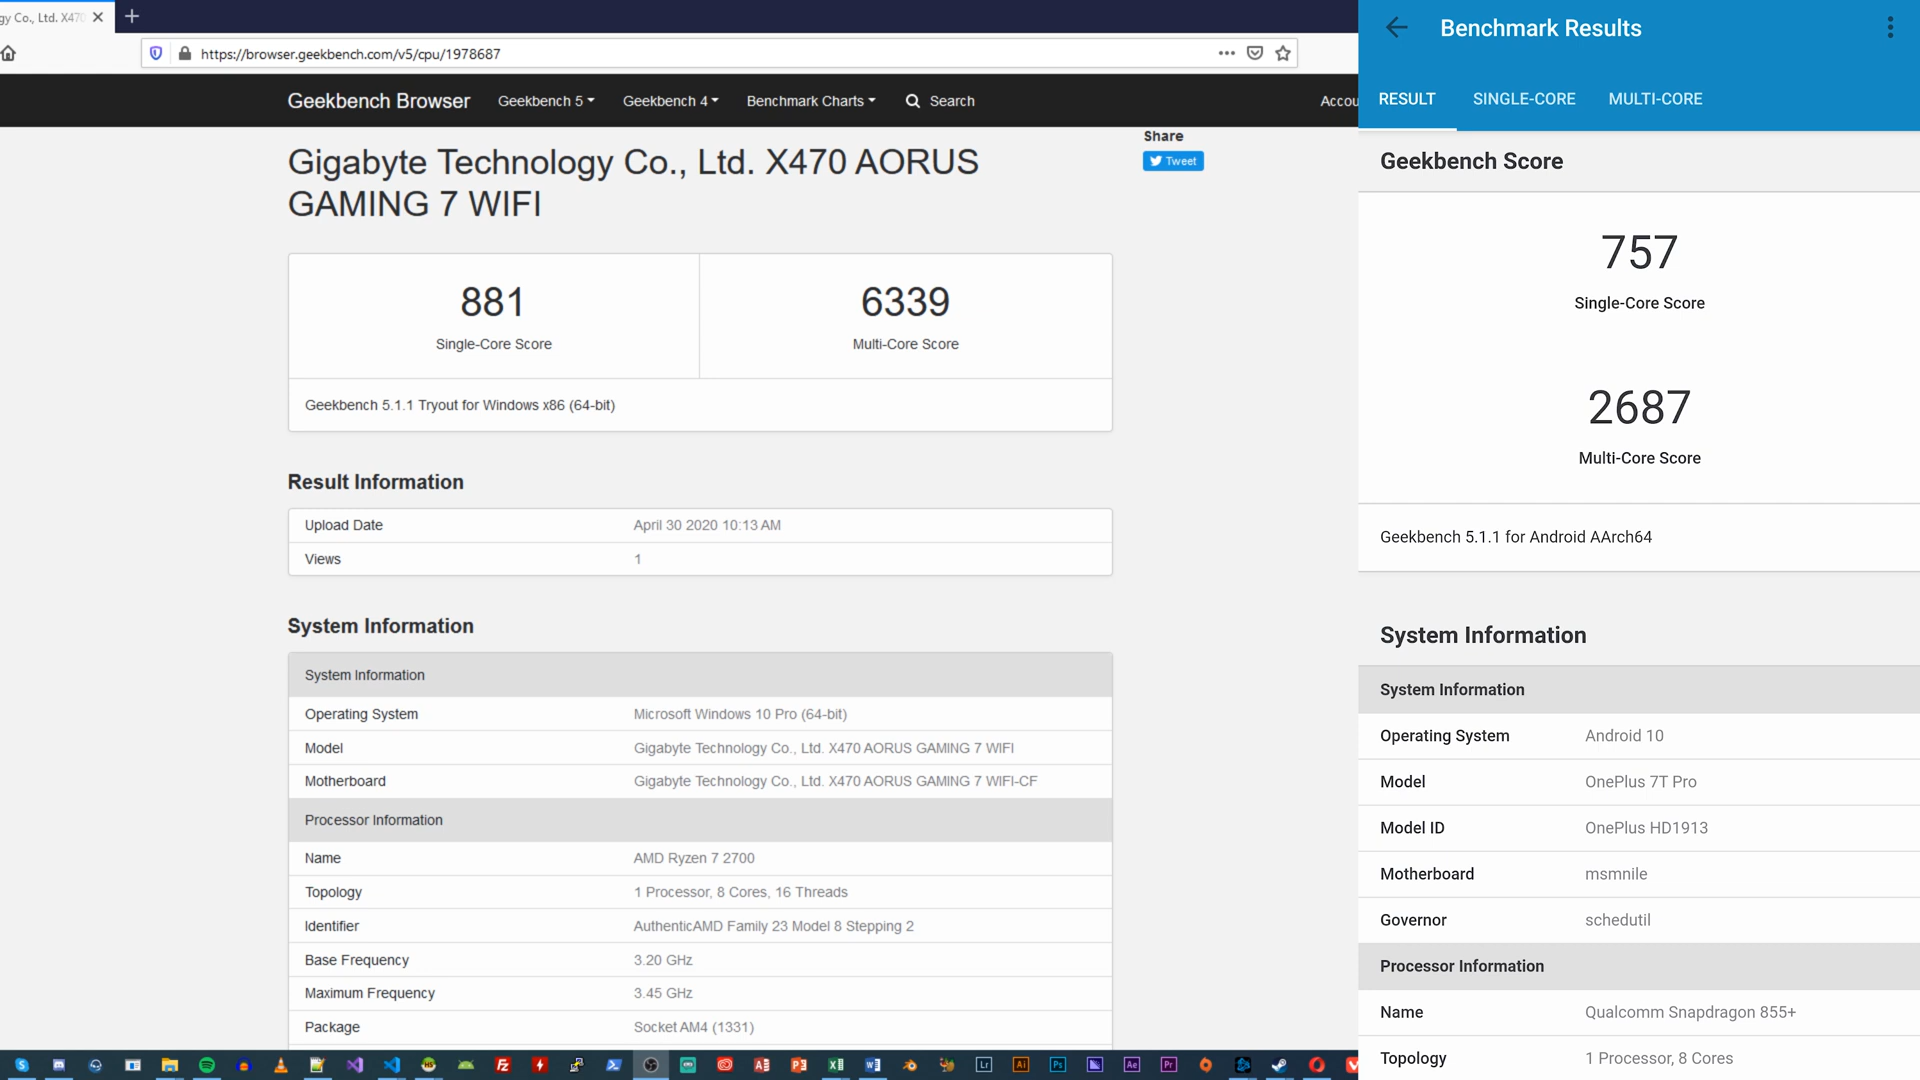 gy Co., Ltd. X470
https://browser.geekbench.com/v5/cpu/1978687
Geekbench Browser
Geekbench 5
Geekbench 4
Benchmark Charts
Search
Accou
Gigabyte Technology Co., Ltd. X470 AORUS
GAMING 7 WIFI
Share
Tweet
881
Single-Core Score
6339
Multi-Core Score
Geekbench 5.1.1 Tryout for Windows x86 (64-bit)
Result Information
Upload Date April 30 2020 10:13 AM
Views 1
System Information
System Information
Operating System Microsoft Windows 10 Pro (64-bit)
Model Gigabyte Technology Co., Ltd. X470 AORUS GAMING 7 WIFI
Motherboard Gigabyte Technology Co., Ltd. X470 AORUS GAMING 7 WIFI-CF
Processor Information
Name AMD Ryzen 7 2700
Topology 1 Processor, 8 Cores, 16 Threads
Identifier AuthenticAMD Family 23 Model 8 Stepping 2
Base Frequency 3.20 GHz
Maximum Frequency 3.45 GHz
Package Socket AM4 (1331)
Lr Ai Ps Ae Pr
Benchmark Results
RESULT SINGLE-CORE MULTI-CORE
Geekbench Score
757
Single-Core Score
2687
Multi-Core Score
Geekbench 5.1.1 for Android AArch64
System Information
System Information
Operating System Android 10
Model OnePlus 7T Pro
Model ID OnePlus HD1913
Motherboard msmnile
Governor schedutil
Processor Information
Name Qualcomm Snapdragon 855+
Topology 1 Processor, 8 Cores